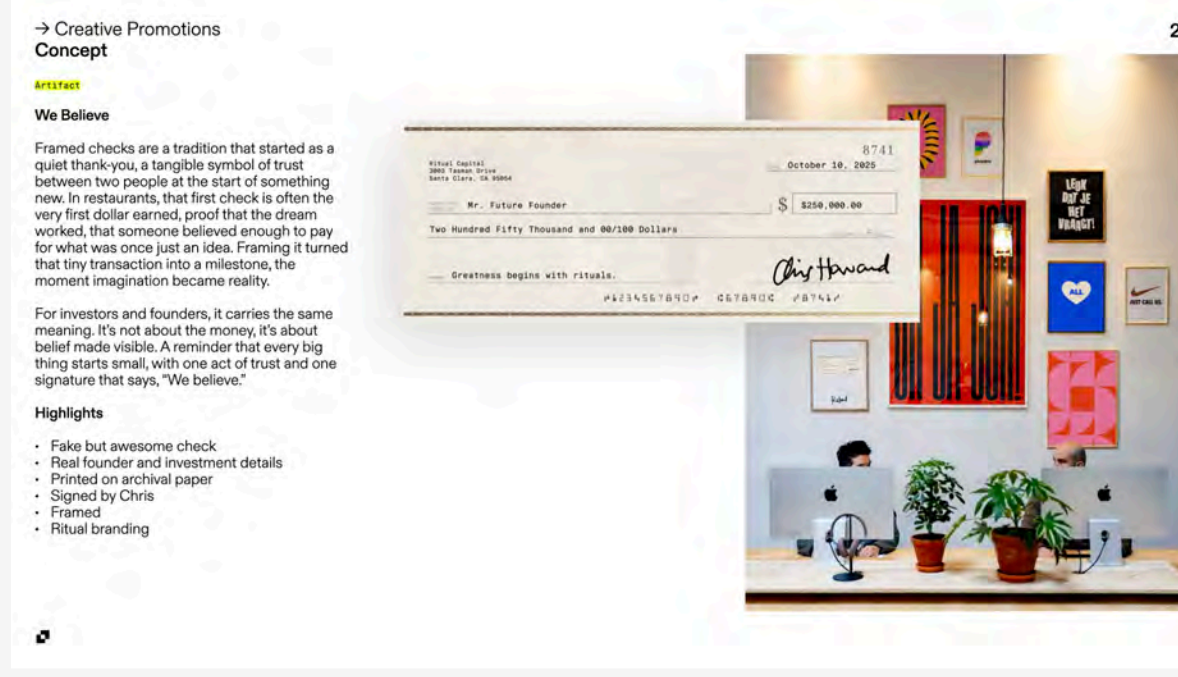 → Creative Promotions
Concept
2
Artifact
We Believe
Framed checks are a tradition that started as a
quiet thank-you, a tangible symbol of trust
between two people at the start of something
new. In restaurants, that first check is often the
very first dollar earned, proof that the dream
worked, that someone believed enough to pay
for what was once just an idea. Framing it turned
that tiny transaction into a milestone, the
moment imagination became reality.
For investors and founders, it carries the same
meaning. It's not about the money, it's about
belief made visible. A reminder that every big
thing starts small, with one act of trust and one
signature that says, “We believe.”
Highlights
• Fake but awesome check
• Real founder and investment details
• Printed on archival paper
• Signed by Chris
• Framed
• Ritual branding
8741
Ritual Capital
3003 Tasman Drive
Santa Clara, CA 95054
October 10, 2025
Mr. Future Founder
$ $250,000.00
Two Hundred Fifty Thousand and 00/100 Dollars
Greatness begins with rituals.
Chris Howard
⑈1234567890⑈ ⑆67890⑆ ⑈8741⑈
LEUK
DAT JE
HET
VRAAGT!
ALL
JUST CALL US.